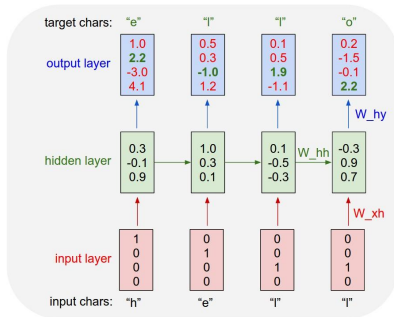 target chars: “e” “l” “l” “o”
output layer
1.0 0.5 0.1 0.2
2.2 0.3 0.5 -1.5
-3.0 -1.0 1.9 -0.1
4.1 1.2 -1.1 2.2
W_hy
hidden layer
0.3 1.0 0.1 -0.3
-0.1 0.3 -0.5 0.9
0.9 0.1 -0.3 0.7
W_hh
W_xh
input layer
1 0 0 0
0 1 0 0
0 0 1 1
0 0 0 0
input chars: “h” “e” “l” “l”